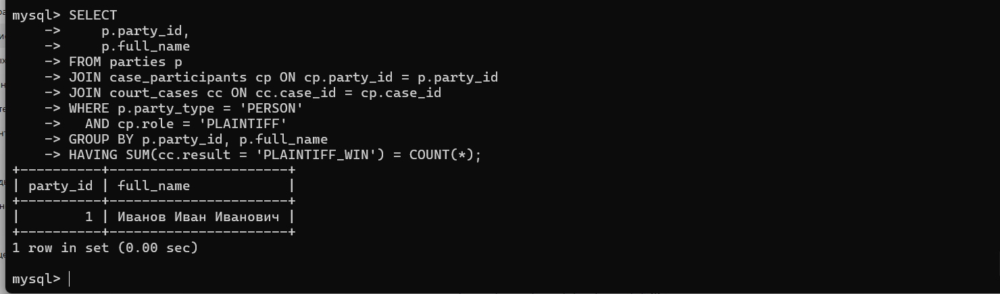 mysql> SELECT
    ->     p.party_id,
    ->     p.full_name
    -> FROM parties p
    -> JOIN case_participants cp ON cp.party_id = p.party_id
    -> JOIN court_cases cc ON cc.case_id = cp.case_id
    -> WHERE p.party_type = 'PERSON'
    ->   AND cp.role = 'PLAINTIFF'
    -> GROUP BY p.party_id, p.full_name
    -> HAVING SUM(cc.result = 'PLAINTIFF_WIN') = COUNT(*);
+----------+----------------------+
| party_id | full_name            |
+----------+----------------------+
|        1 | Иванов Иван Иванович |
+----------+----------------------+
1 row in set (0.00 sec)
mysql>